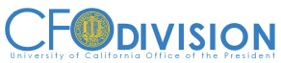 CFO DIVISION
University of California Office of the President